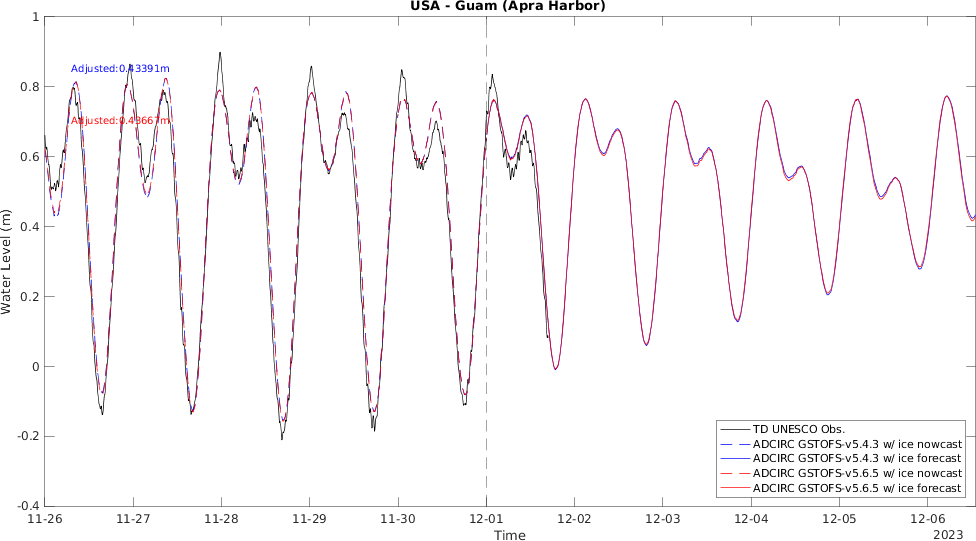 USA - Guam (Apra Harbor)
Adjusted:0.43391m
Adjusted:0.43667m
Water Level (m)
1
0.8
0.6
0.4
0.2
0
-0.2
-0.4
TD UNESCO Obs.
ADCIRC GSTOFS-v5.4.3 w/ ice nowcast
ADCIRC GSTOFS-v5.4.3 w/ ice forecast
ADCIRC GSTOFS-v5.6.5 w/ ice nowcast
ADCIRC GSTOFS-v5.6.5 w/ ice forecast
11-26 11-27 11-28 11-29 11-30 12-01 12-02 12-03 12-04 12-05 12-06
Time
2023